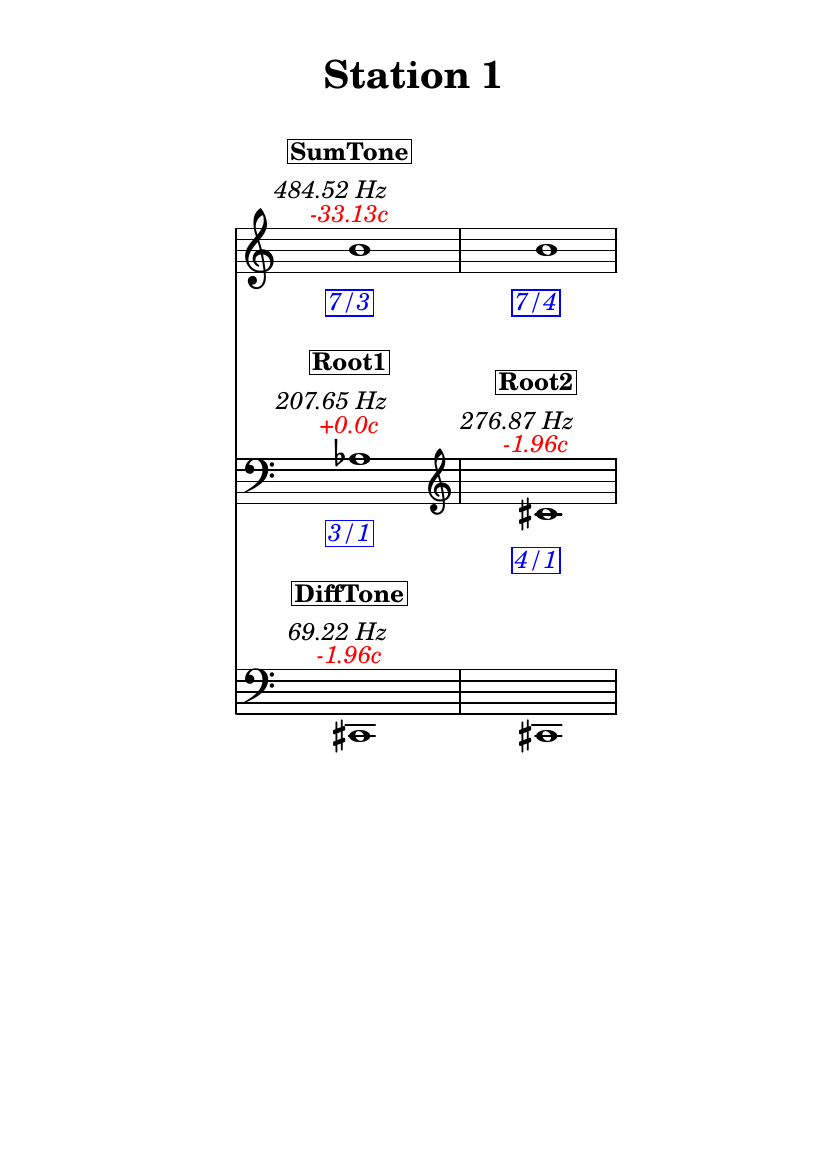 Station 1
SumTone
484.52 Hz
-33.13c
7/3
7/4
Root1
207.65 Hz
+0.0c
Root2
276.87 Hz
-1.96c
3/1
4/1
DiffTone
69.22 Hz
-1.96c